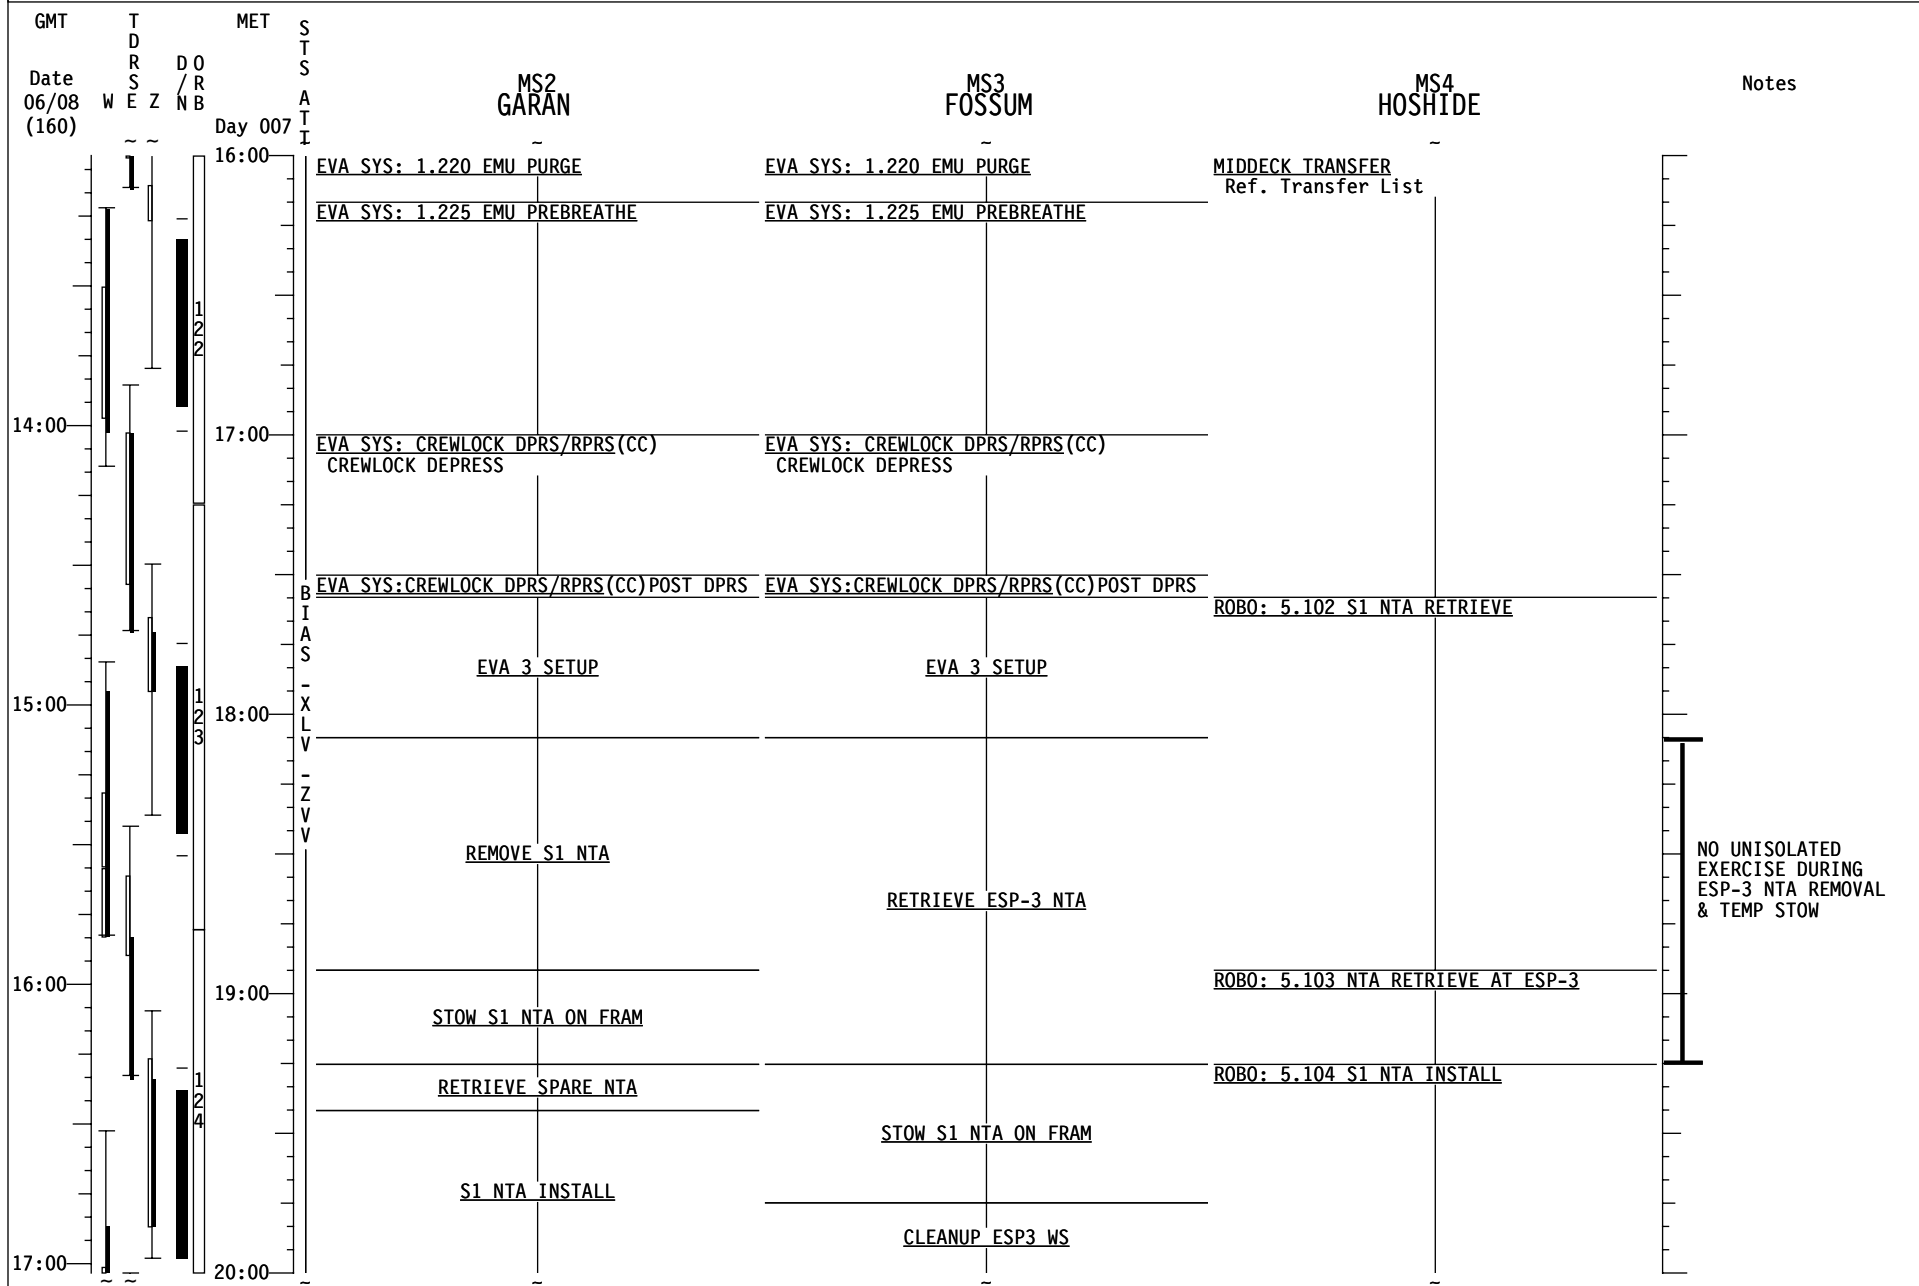 GMT
TDRSE
MET
STS ATT
Date
06/08
(160)
W E Z
D/N
ORB
Day 007
MS2
GARAN
MS3
FOSSUM
MS4
HOSHIDE
Notes
~ ~ ~ ~ ~
16:00
EVA SYS: 1.220 EMU PURGE
EVA SYS: 1.220 EMU PURGE
MIDDECK TRANSFER
Ref. Transfer List
EVA SYS: 1.225 EMU PREBREATHE
EVA SYS: 1.225 EMU PREBREATHE
122
14:00
17:00
EVA SYS: CREWLOCK DPRS/RPRS(CC)
CREWLOCK DEPRESS
EVA SYS: CREWLOCK DPRS/RPRS(CC)
CREWLOCK DEPRESS
EVA SYS:CREWLOCK DPRS/RPRS(CC)POST DPRS
EVA SYS:CREWLOCK DPRS/RPRS(CC)POST DPRS
BIAS -XLV -ZVV
ROBO: 5.102 S1 NTA RETRIEVE
EVA 3 SETUP
EVA 3 SETUP
15:00
123
18:00
REMOVE S1 NTA
RETRIEVE ESP-3 NTA
NO UNISOLATED
EXERCISE DURING
ESP-3 NTA REMOVAL
& TEMP STOW
16:00
19:00
ROBO: 5.103 NTA RETRIEVE AT ESP-3
STOW S1 NTA ON FRAM
ROBO: 5.104 S1 NTA INSTALL
124
RETRIEVE SPARE NTA
STOW S1 NTA ON FRAM
S1 NTA INSTALL
CLEANUP ESP3 WS
17:00
20:00
~ ~ ~ ~ ~ ~